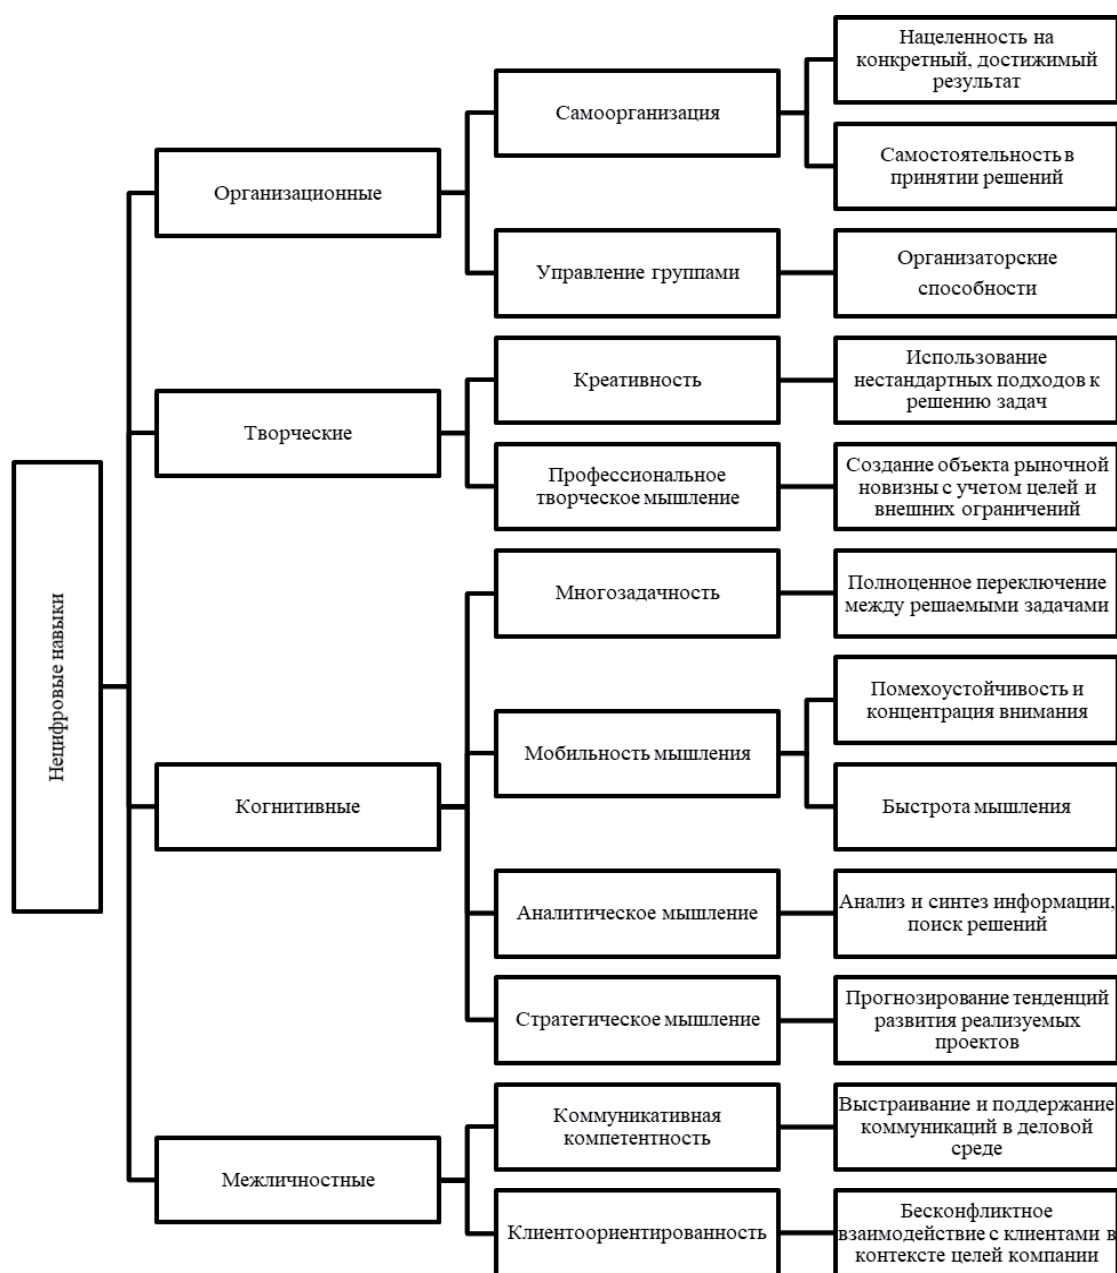 Нецифровые навыки
Организационные
Самоорганизация
Нацеленность на
конкретный, достижимый
результат
Самостоятельность в
принятии решений
Управление группами
Организаторские
способности
Творческие
Креативность
Использование
нестандартных подходов к
решению задач
Профессиональное
творческое мышление
Создание объекта рыночной
новизны с учетом целей и
внешних ограничений
Когнитивные
Многозадачность
Полноценное переключение
между решаемыми задачами
Мобильность мышления
Помехоустойчивость и
концентрация внимания
Быстрота мышления
Аналитическое мышление
Анализ и синтез информации,
поиск решений
Стратегическое мышление
Прогнозирование тенденций
развития реализуемых
проектов
Межличностные
Коммуникативная
компетентность
Выстраивание и поддержание
коммуникаций в деловой
среде
Клиентоориентированность
Бесконфликтное
взаимодействие с клиентами в
контексте целей компании